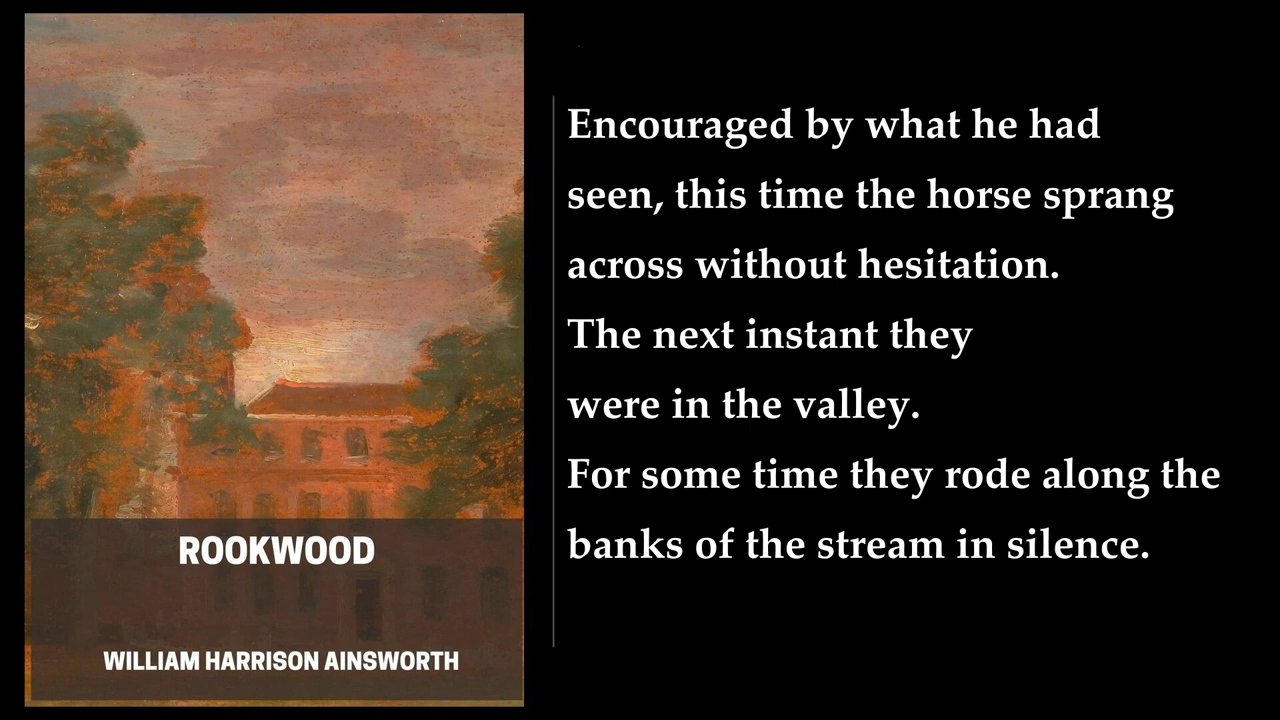 ROOKWOOD
WILLIAM HARRISON AINSWORTH
Encouraged by what he had
seen, this time the horse sprang
across without hesitation.
The next instant they
were in the valley.
For some time they rode along the
banks of the stream in silence.